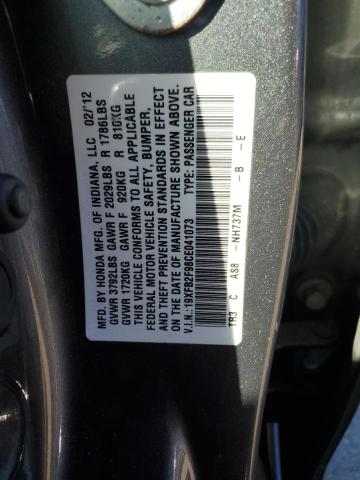 MFD. BY HONDA MFG. OF INDIANA, LLC 02/12
GVWR 3792LBS GAWR F 2029LBS R 1786LBS
GVWR 1720KG GAWR F 920KG R 810KG
THIS VEHICLE CONFORMS TO ALL APPLICABLE
FEDERAL MOTOR VEHICLE SAFETY, BUMPER,
AND THEFT PREVENTION STANDARDS IN EFFECT
ON THE DATE OF MANUFACTURE SHOWN ABOVE.
V.I.N.:19XFB2F98CE041073 TYPE: PASSENGER CAR
TR3 C AS8 -NH737M -B -E